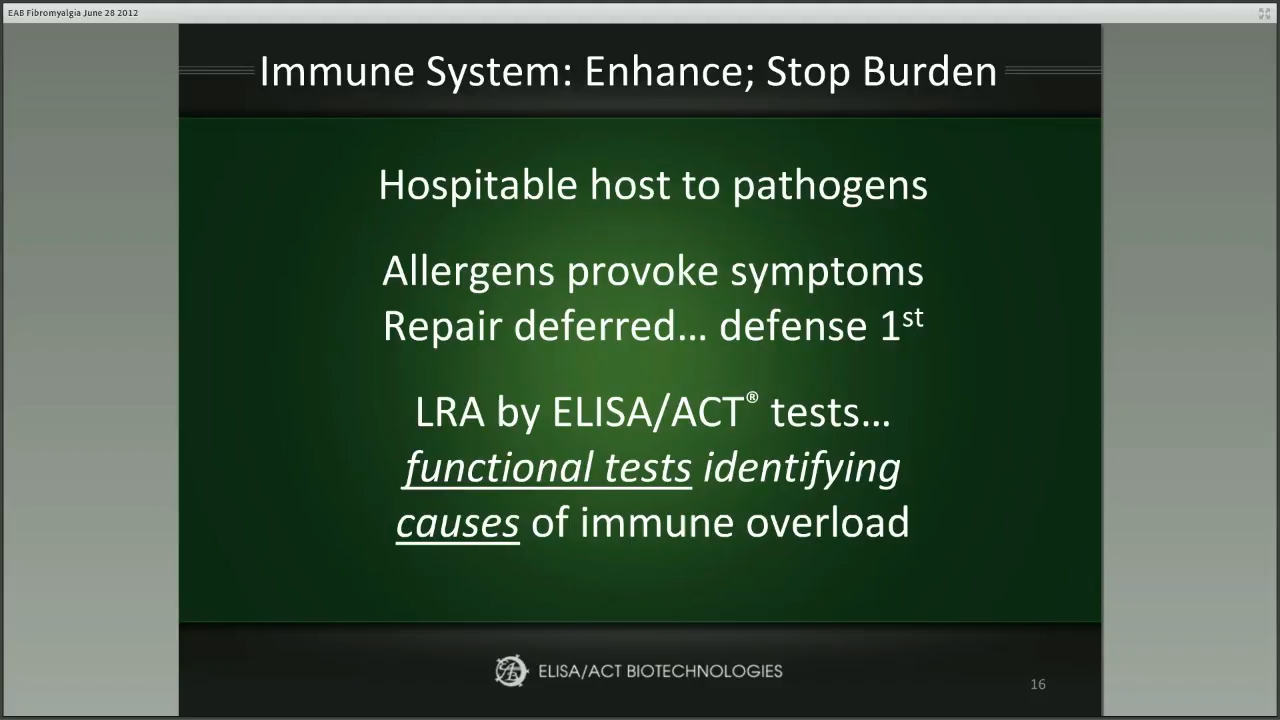 EAB Fibromyalgia June 28 2012
Immune System: Enhance; Stop Burden
Hospitable host to pathogens
Allergens provoke symptoms
Repair deferred… defense 1st
LRA by ELISA/ACT® tests…
functional tests identifying
causes of immune overload
EAB ELISA/ACT BIOTECHNOLOGIES
16